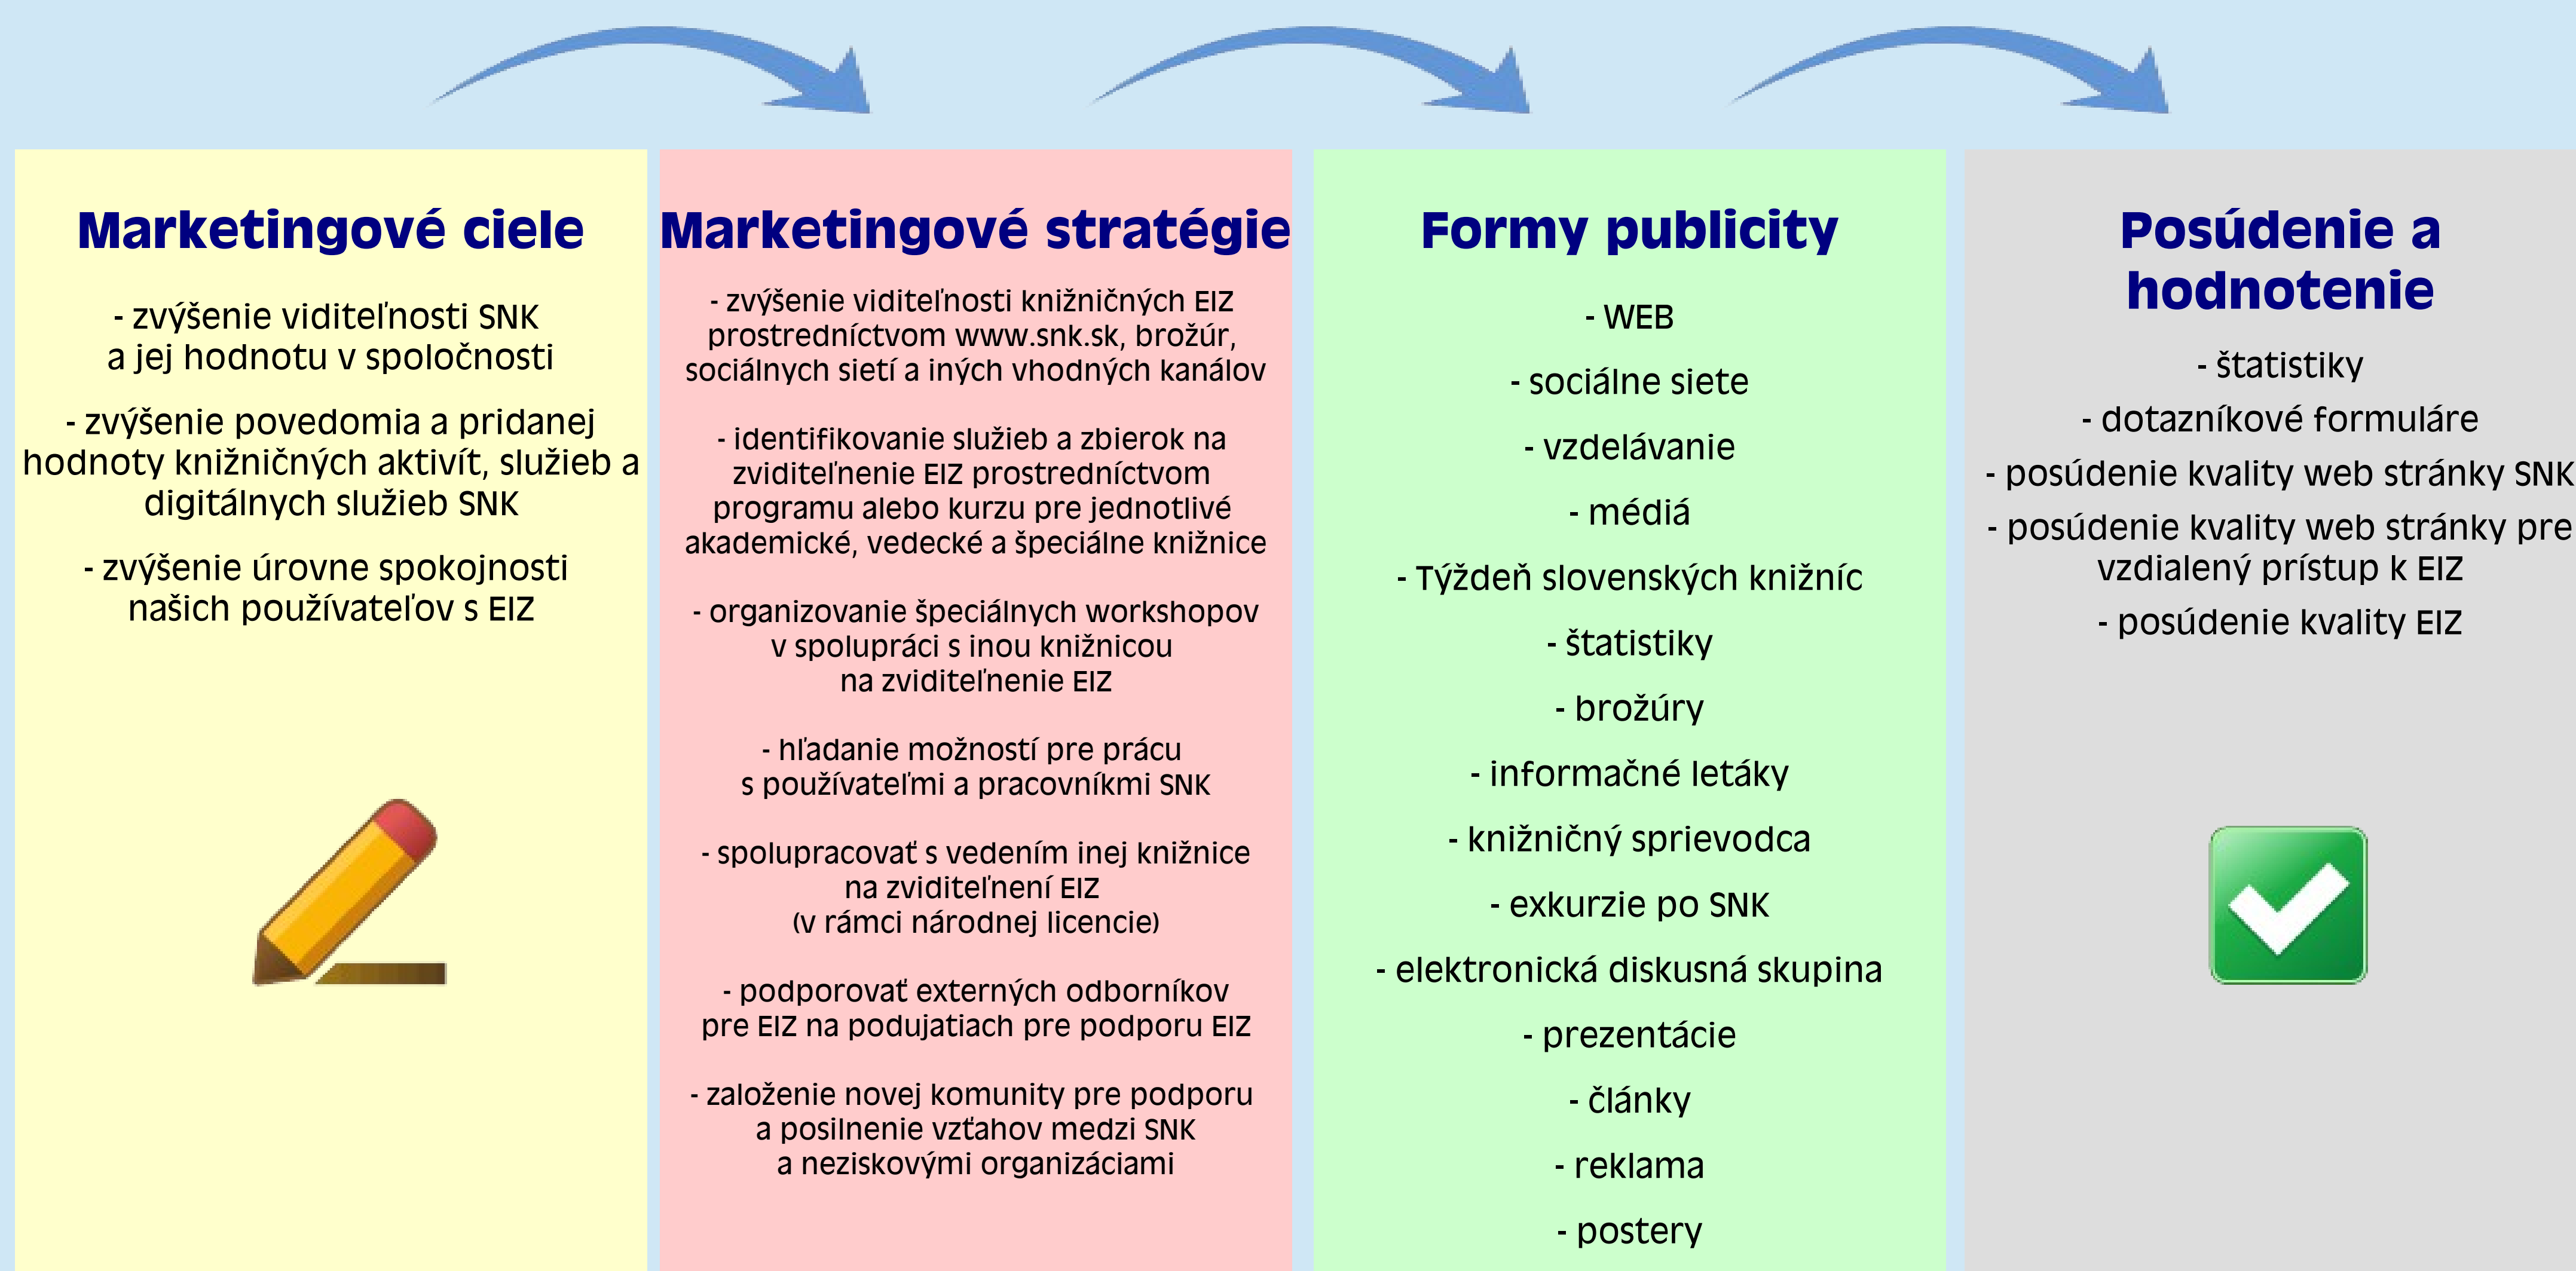 Marketingové ciele
- zvýšenie viditeľnosti SNK
a jej hodnotu v spoločnosti
- zvýšenie povedomia a pridanej
hodnoty knižničných aktivít, služieb a
digitálnych služieb SNK
- zvýšenie úrovne spokojnosti
našich používateľov s EIZ
Marketingové stratégie
- zvýšenie viditeľnosti knižničných EIZ
prostredníctvom www.snk.sk, brožúr,
sociálnych sietí a iných vhodných kanálov
- identifikovanie služieb a zbierok na
zviditeľnenie EIZ prostredníctvom
programu alebo kurzu pre jednotlivé
akademické, vedecké a špeciálne knižnice
- organizovanie špeciálnych workshopov
v spolupráci s inou knižnicou
na zviditeľnenie EIZ
- hľadanie možností pre prácu
s používateľmi a pracovníkmi SNK
- spolupracovať s vedením inej knižnice
na zviditeľnení EIZ
(v rámci národnej licencie)
- podporovať externých odborníkov
pre EIZ na podujatiach pre podporu EIZ
- založenie novej komunity pre podporu
a posilnenie vzťahov medzi SNK
a neziskovými organizáciami
Formy publicity
- WEB
- sociálne siete
- vzdelávanie
- médiá
- Týždeň slovenských knižníc
- štatistiky
- brožúry
- informačné letáky
- knižničný sprievodca
- exkurzie po SNK
- elektronická diskusná skupina
- prezentácie
- články
- reklama
- postery
Posúdenie a
hodnotenie
- štatistiky
- dotazníkové formuláre
- posúdenie kvality web stránky SNK
- posúdenie kvality web stránky pre
vzdialený prístup k EIZ
- posúdenie kvality EIZ